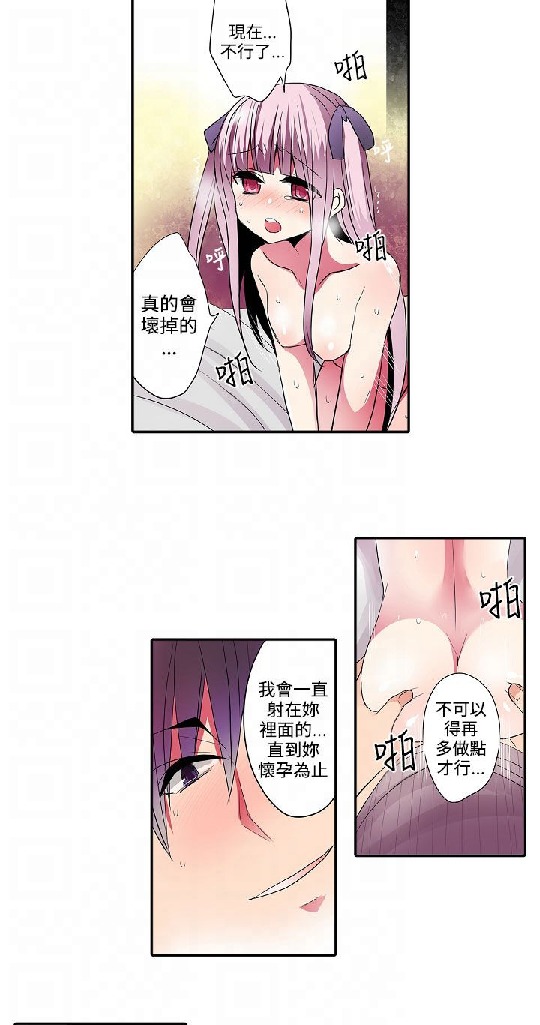 現在...
不行了...
啪
呼
啪
呼
真的會
壞掉的
...
啪
啪
不可以
得再
多做點
才行...
啪
我會一直
射在妳
裡面的...
直到妳
懷孕為止